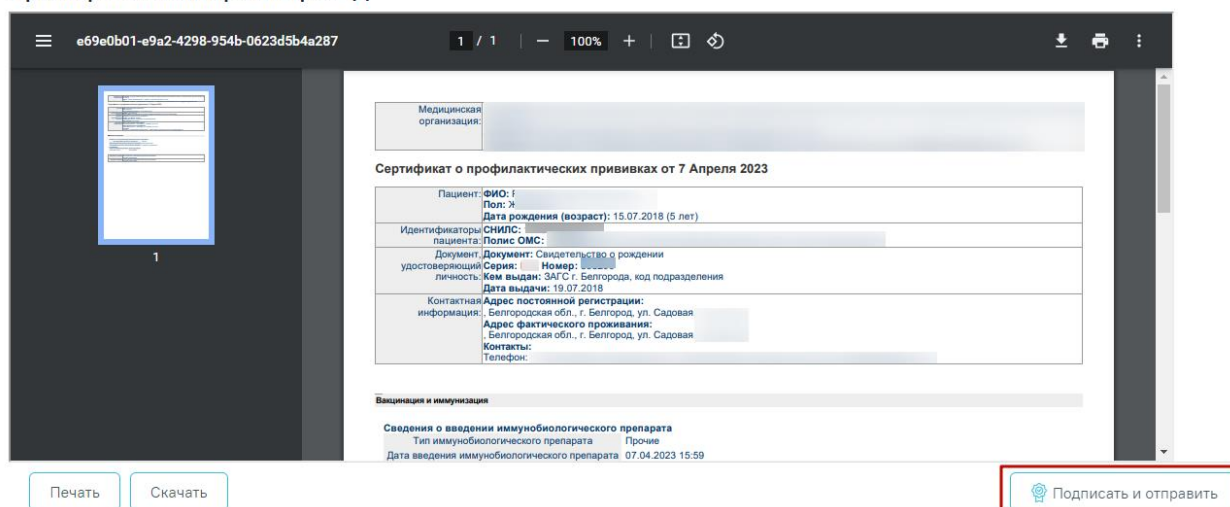 e69e0b01-e9a2-4298-954b-0623d5b4a287
1 / 1
100%
1
Медицинская
организация:
Сертификат о профилактических прививках от 7 Апреля 2023
Пациент: ФИО:
Пол: Ж
Дата рождения (возраст): 15.07.2018 (5 лет)
Идентификаторы СНИЛС:
пациента: Полис ОМС:
Документ, Документ: Свидетельство о рождении
удостоверяющий Серия: Номер:
личность: Кем выдан: ЗАГС г. Белгорода, код подразделения
Дата выдачи: 19.07.2018
Контактная Адрес постоянной регистрации:
информация: , Белгородская обл., г. Белгород, ул. Садовая
Адрес фактического проживания:
, Белгородская обл., г. Белгород, ул. Садовая
Контакты:
Телефон:
Вакцинация и иммунизация
Сведения о введении иммунобиологического препарата
Тип иммунобиологического препарата Прочие
Дата введения иммунобиологического препарата 07.04.2023 15:59
Печать
Скачать
Подписать и отправить